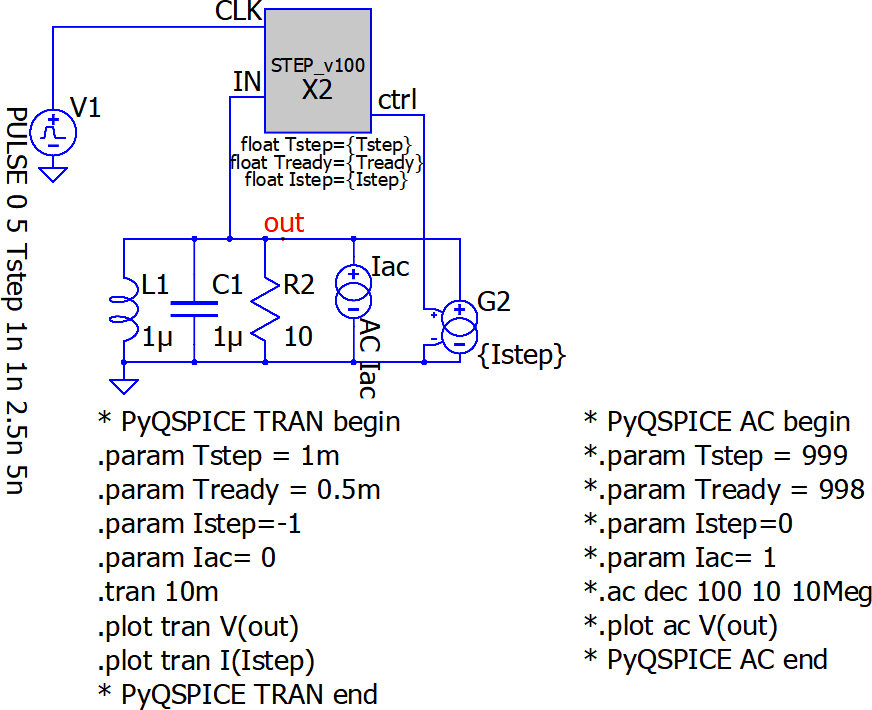 CLK
STEP_v100
X2
IN
ctrl
V1
float Tstep={Tstep}
float Tready={Tready}
float Istep={Istep}
PULSE 0 5 Tstep 1n 1n 2.5n 5n
out
L1
1µ
C1
1µ
R2
10
Iac
AC Iac
G2
{Istep}
* PyQSPICE TRAN begin
.param Tstep = 1m
.param Tready = 0.5m
.param Istep=-1
.param Iac= 0
.tran 10m
.plot tran V(out)
.plot tran I(Istep)
* PyQSPICE TRAN end
* PyQSPICE AC begin
*.param Tstep = 999
*.param Tready = 998
*.param Istep=0
*.param Iac= 1
*.ac dec 100 10 10Meg
*.plot ac V(out)
* PyQSPICE AC end